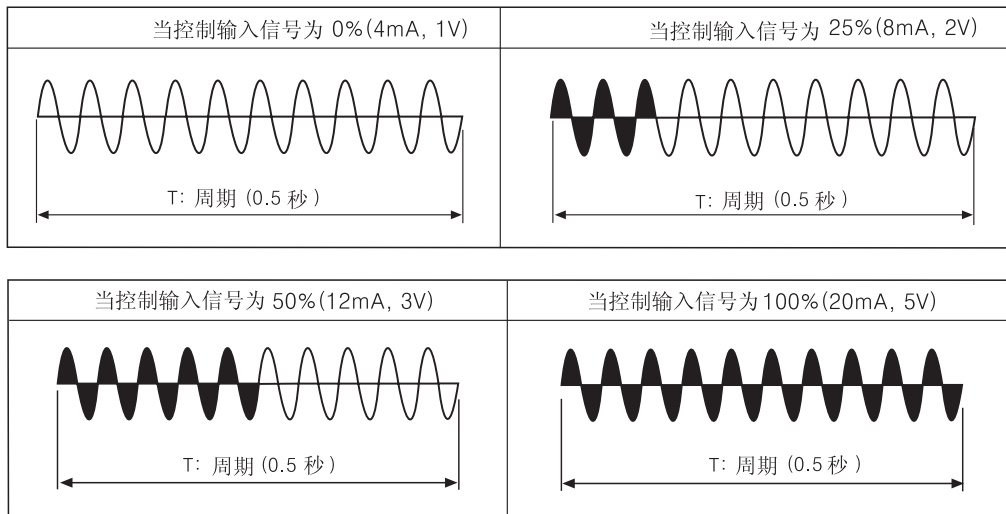 当控制输入信号为 0%(4mA, 1V)
当控制输入信号为 25%(8mA, 2V)
T: 周期 (0.5 秒 )
T: 周期 (0.5 秒 )
当控制输入信号为 50%(12mA, 3V)
当控制输入信号为 100%(20mA, 5V)
T: 周期 (0.5 秒 )
T: 周期 (0.5 秒 )